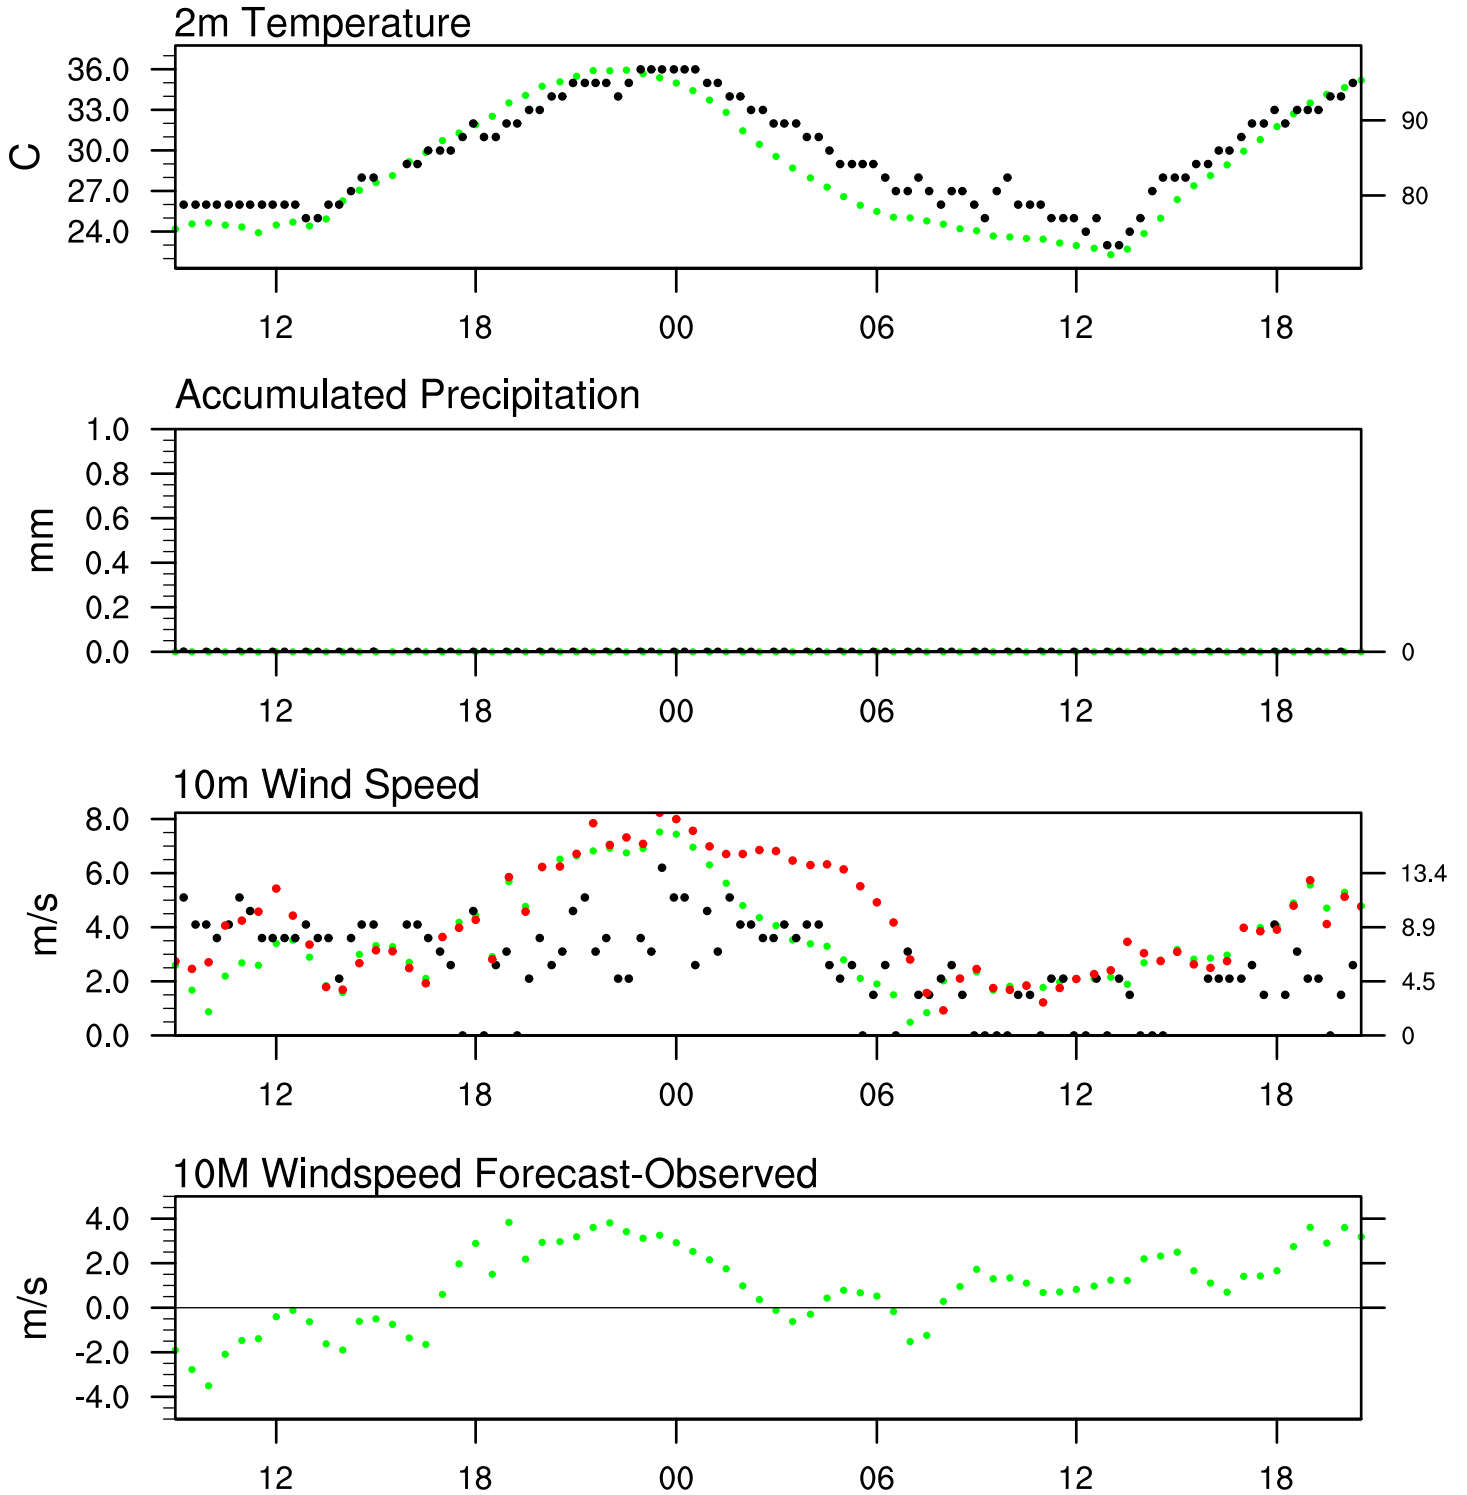 2m Temperature
36.0
33.0
30.0
27.0
24.0
C
90
80
12 18 00 06 12 18
Accumulated Precipitation
1.0
0.8
0.6
0.4
0.2
0.0
mm
0
12 18 00 06 12 18
10m Wind Speed
8.0
6.0
4.0
2.0
0.0
m/s
13.4
8.9
4.5
0
12 18 00 06 12 18
10M Windspeed Forecast-Observed
4.0
2.0
0.0
-2.0
-4.0
m/s
12 18 00 06 12 18